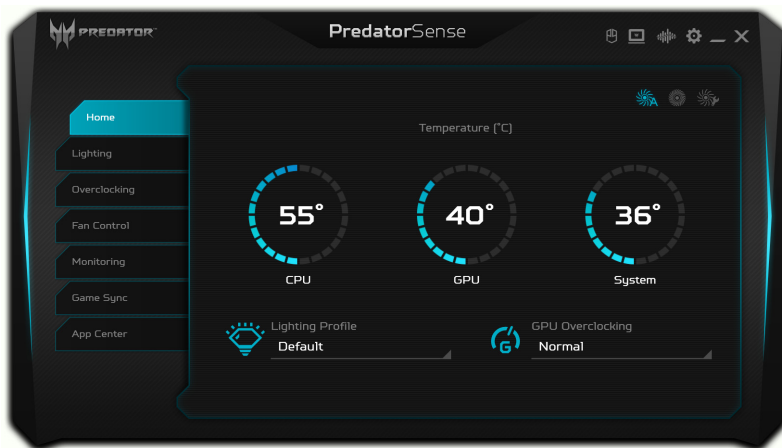 PREDATOR
PredatorSense
Home
Lighting
Overclocking
Fan Control
Monitoring
Game Sync
App Center
A
Temperature (°C)
55°
40°
36°
CPU
GPU
System
Lighting Profile
Default
G
GPU Overclocking
Normal